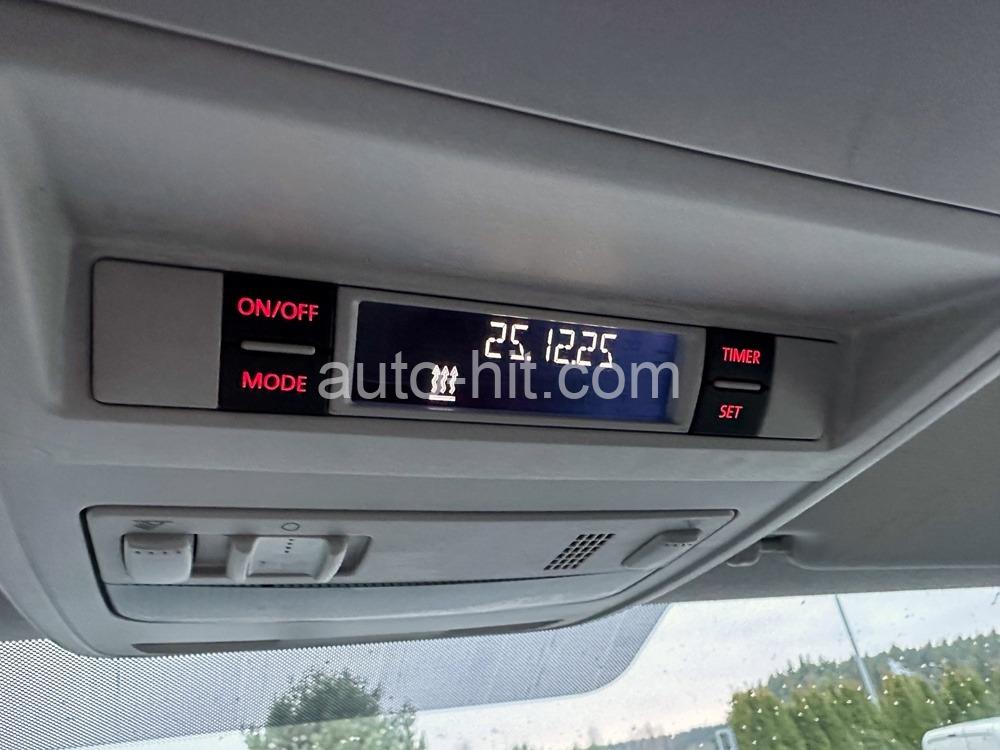 ON/OFF
MODE
25.12.25
TIMER
SET
auto-hit.com